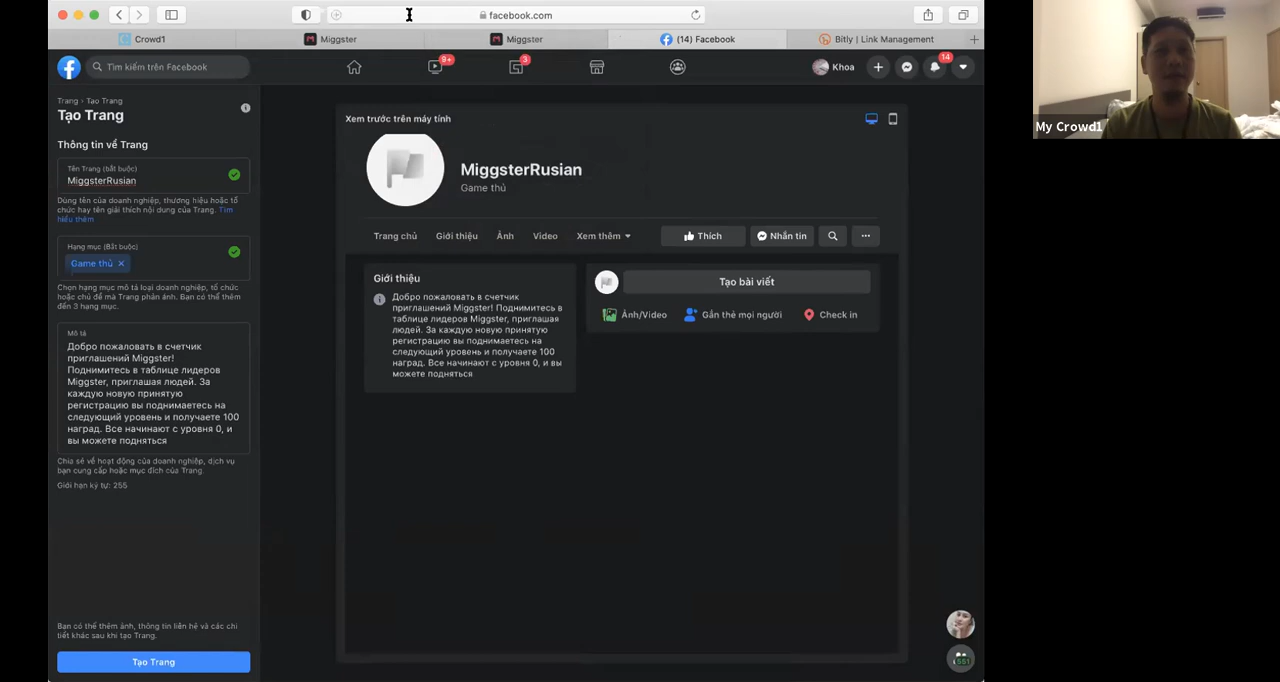 facebook.com
Crowd1
Miggster
Miggster
(14) Facebook
Bitly | Link Management
Tìm kiếm trên Facebook
9+
3
Khoa
14
Trang › Tạo Trang
Tạo Trang
Thông tin về Trang
Tên Trang (bắt buộc)
MiggsterRusian
Dùng tên của doanh nghiệp, thương hiệu hoặc tổ
chức hay tên giải thích nội dung của Trang. Tìm
hiểu thêm
Hạng mục (Bắt buộc)
Game thủ
Chọn hạng mục mô tả loại doanh nghiệp, tổ chức
hoặc chủ đề mà Trang phản ánh. Bạn có thể thêm
đến 3 hạng mục.
Mô tả
Добро пожаловать в счетчик
приглашений Miggster!
Поднимитесь в таблице лидеров
Miggster, приглашая людей. За
каждую новую принятую
регистрацию вы поднимаетесь на
следующий уровень и получаете 100
наград. Все начинают с уровня 0, и
вы можете подняться
Chia sẻ về hoạt động của doanh nghiệp, dịch vụ
bạn cung cấp hoặc mục đích của Trang.
Giới hạn ký tự: 255
Bạn có thể thêm ảnh, thông tin liên hệ và các chi
tiết khác sau khi tạo Trang.
Tạo Trang
Xem trước trên máy tính
MiggsterRusian
Game thủ
Trang chủ Giới thiệu Ảnh Video Xem thêm
Thích
Nhắn tin
Giới thiệu
Добро пожаловать в счетчик
приглашений Miggster! Поднимитесь в
таблице лидеров Miggster, приглашая
людей. За каждую новую принятую
регистрацию вы поднимаетесь на
следующий уровень и получаете 100
наград. Все начинают с уровня 0, и вы
можете подняться
Tạo bài viết
Ảnh/Video Gắn thẻ mọi người Check in
My Crowd1